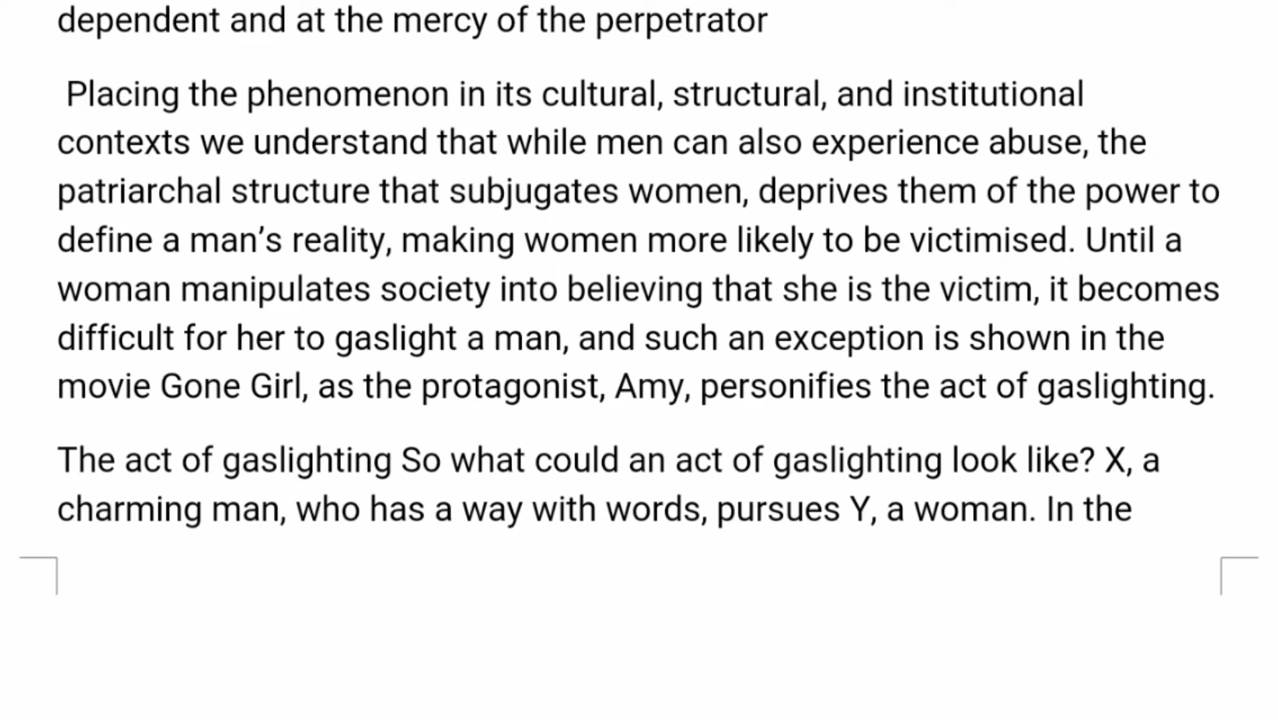 dependent and at the mercy of the perpetrator
Placing the phenomenon in its cultural, structural, and institutional
contexts we understand that while men can also experience abuse, the
patriarchal structure that subjugates women, deprives them of the power to
define a man’s reality, making women more likely to be victimised. Until a
woman manipulates society into believing that she is the victim, it becomes
difficult for her to gaslight a man, and such an exception is shown in the
movie Gone Girl, as the protagonist, Amy, personifies the act of gaslighting.
The act of gaslighting So what could an act of gaslighting look like? X, a
charming man, who has a way with words, pursues Y, a woman. In the